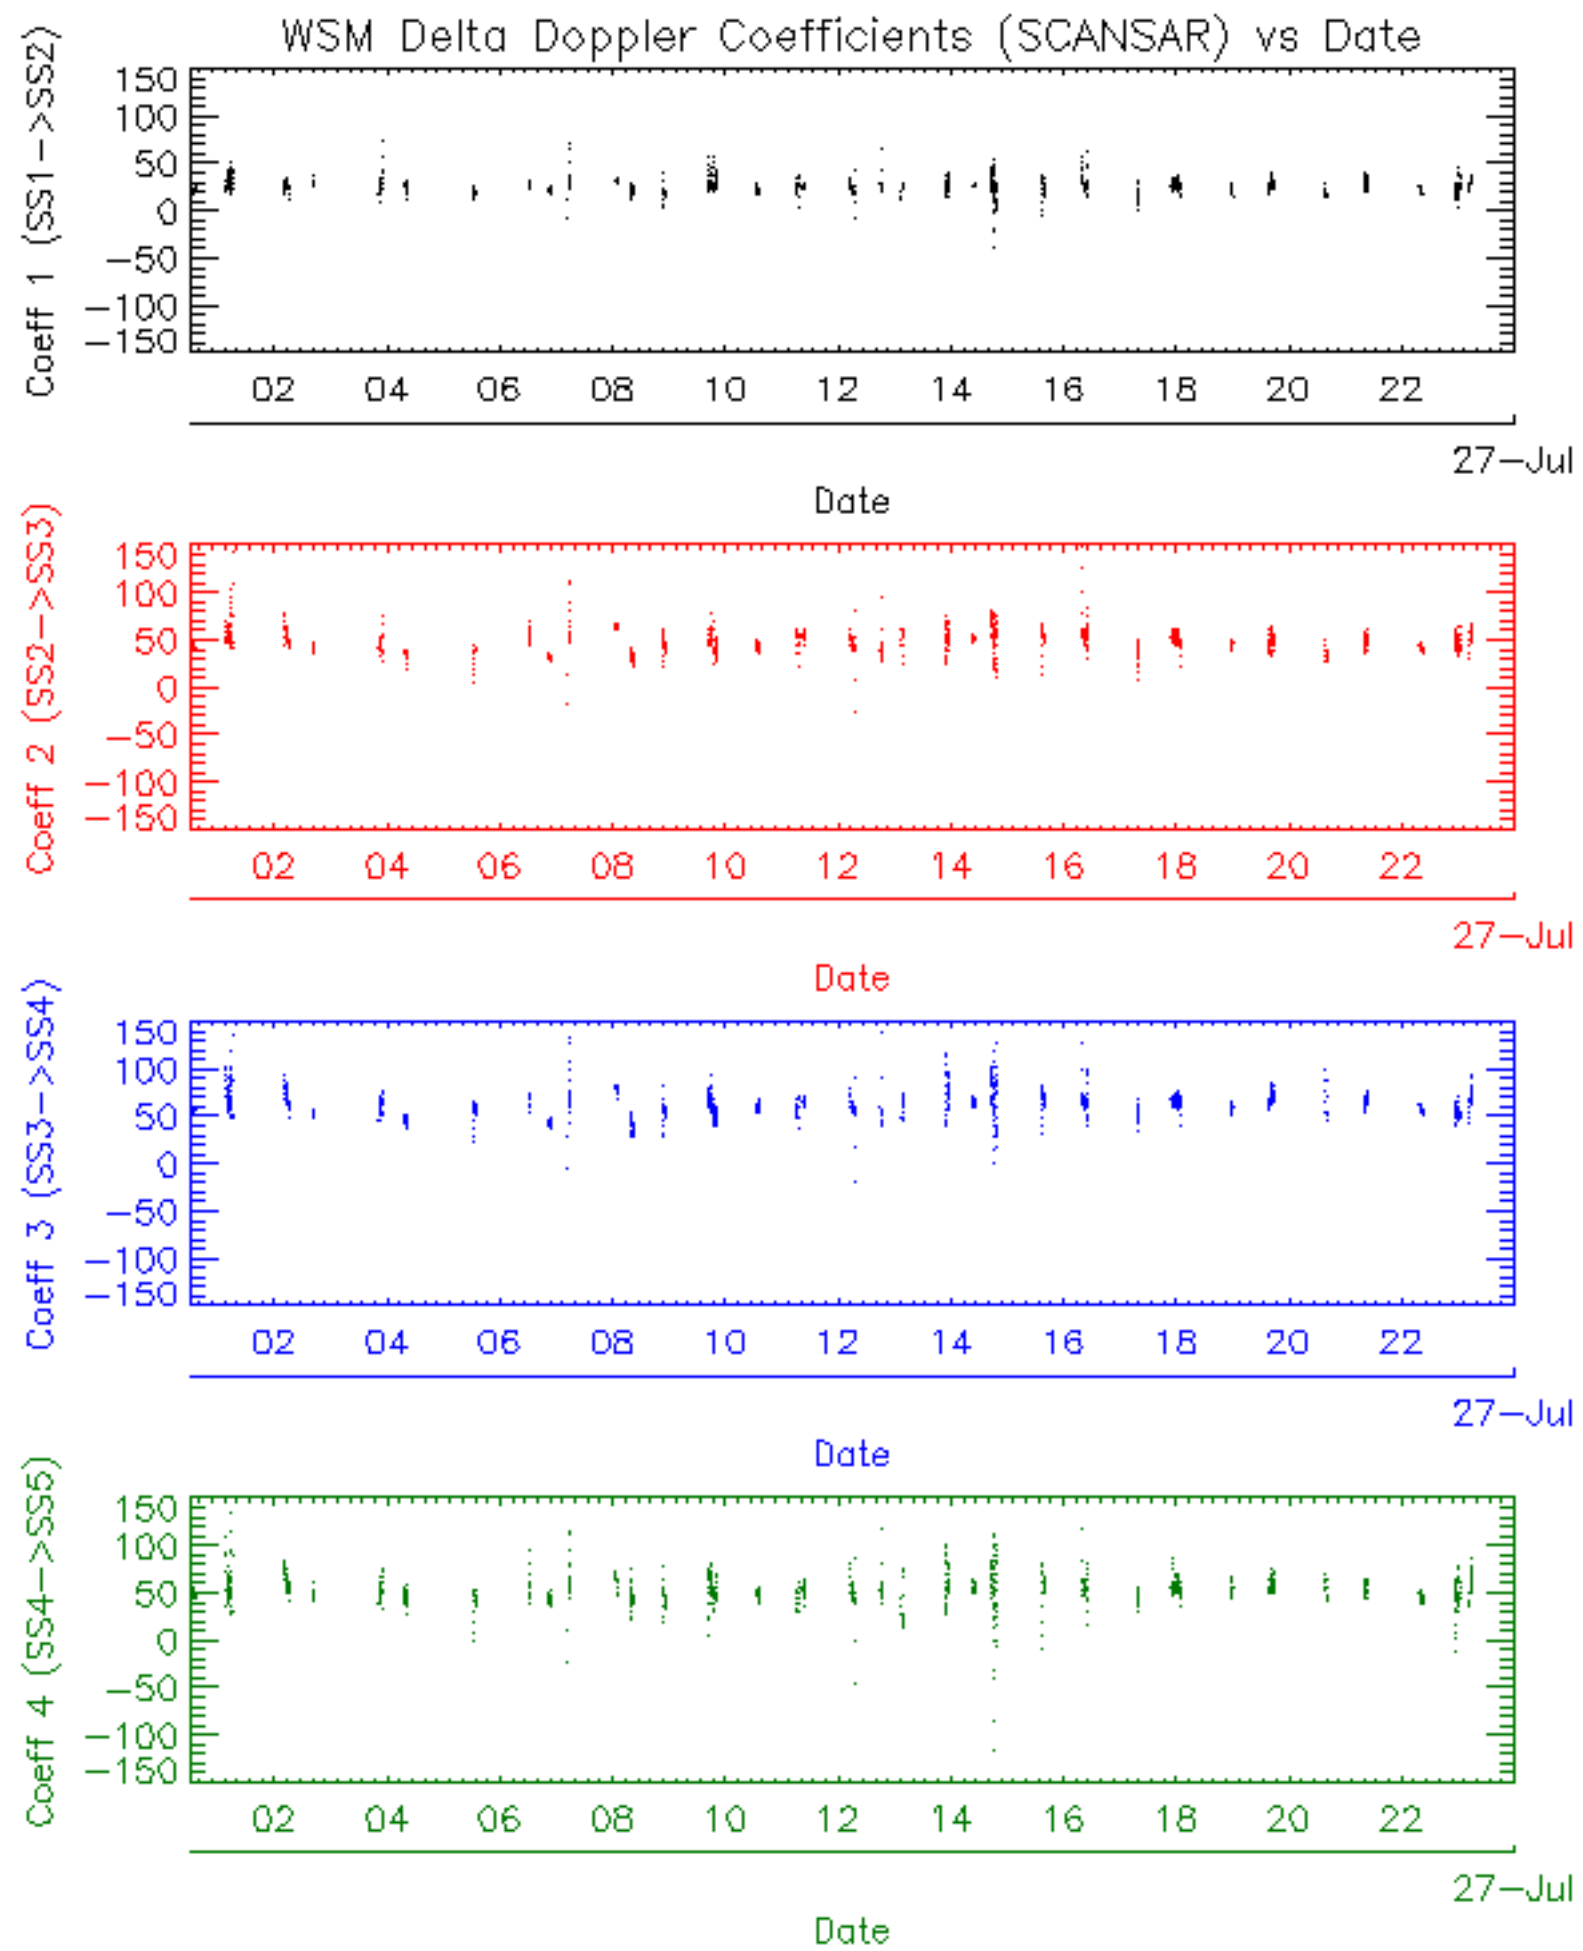 WSM Delta Doppler Coefficients (SCANSAR) vs Date
Coeff 1 (SS1->SS2)
150
100
50
0
-50
-100
-150
02 04 06 08 10 12 14 16 18 20 22
27-Jul
Date
Coeff 2 (SS2->SS3)
150
100
50
0
-50
-100
-150
02 04 06 08 10 12 14 16 18 20 22
27-Jul
Date
Coeff 3 (SS3->SS4)
150
100
50
0
-50
-100
-150
02 04 06 08 10 12 14 16 18 20 22
27-Jul
Date
Coeff 4 (SS4->SS5)
150
100
50
0
-50
-100
-150
02 04 06 08 10 12 14 16 18 20 22
27-Jul
Date